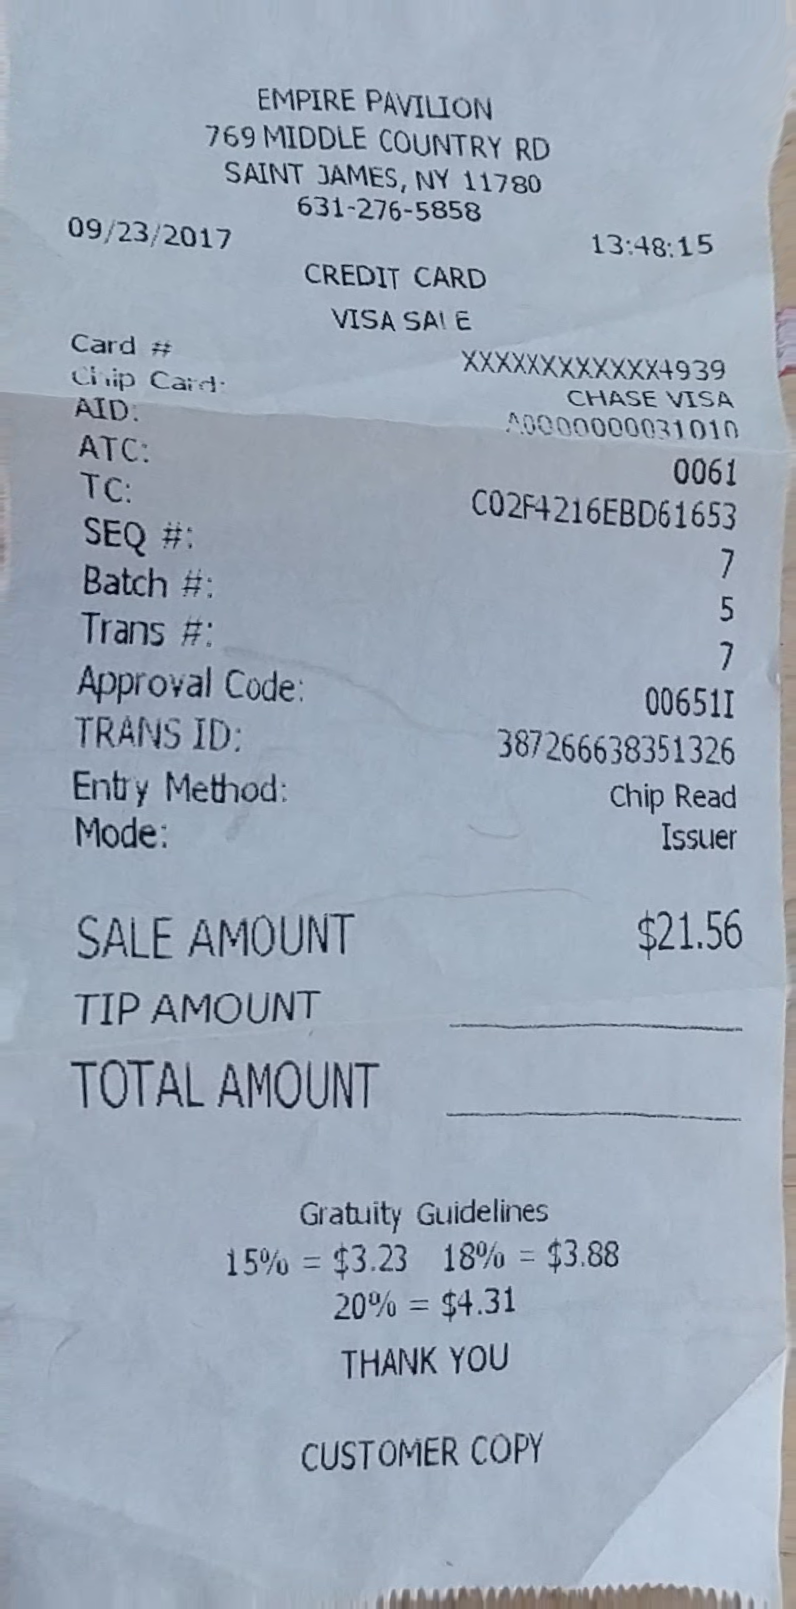 EMPIRE PAVILION
769 MIDDLE COUNTRY RD
SAINT JAMES, NY 11780
631-276-5858
09/23/2017 13:48:15
CREDIT CARD
VISA SALE
Card # XXXXXXXXXXXX4939
Chip Card: CHASE VISA
AID: A0000000031010
ATC: 0061
TC: C02F4216EBD61653
SEQ #: 7
Batch #: 5
Trans #: 7
Approval Code: 00651I
TRANS ID: 387266638351326
Entry Method: Chip Read
Mode: Issuer
SALE AMOUNT $21.56
TIP AMOUNT
TOTAL AMOUNT
Gratuity Guidelines
15% = $3.23 18% = $3.88
20% = $4.31
THANK YOU
CUSTOMER COPY